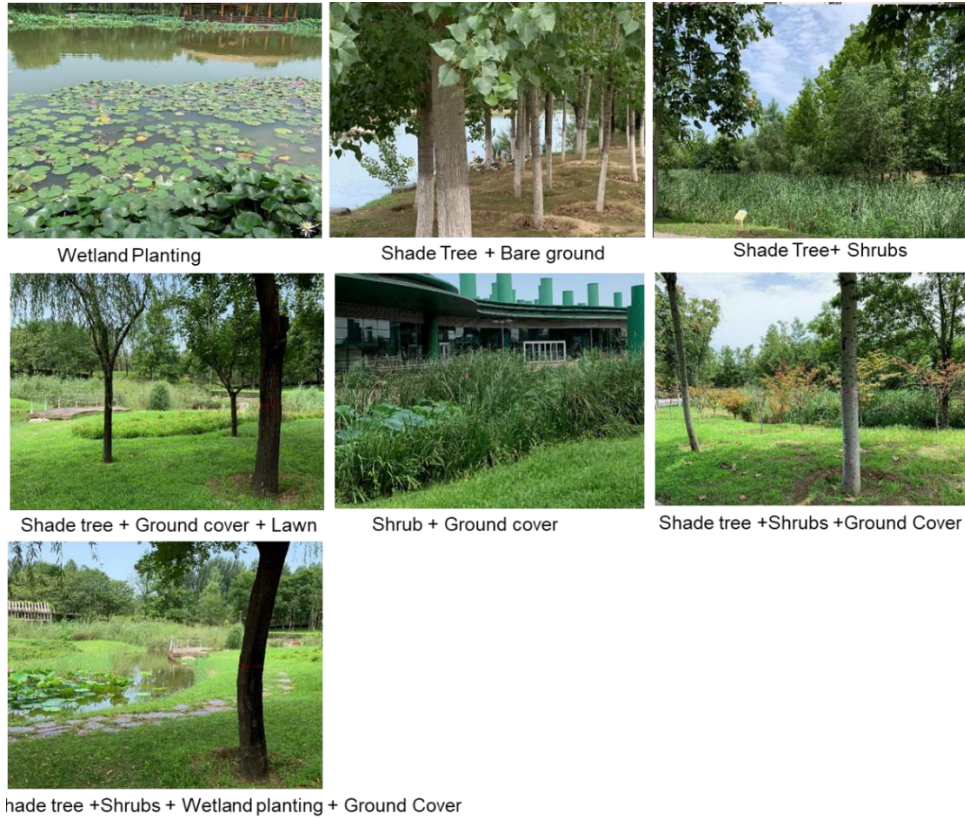 Wetland Planting
Shade Tree + Bare ground
Shade Tree+ Shrubs
Shade tree + Ground cover + Lawn
Shrub + Ground cover
Shade tree +Shrubs +Ground Cover
hade tree +Shrubs + Wetland planting + Ground Cover